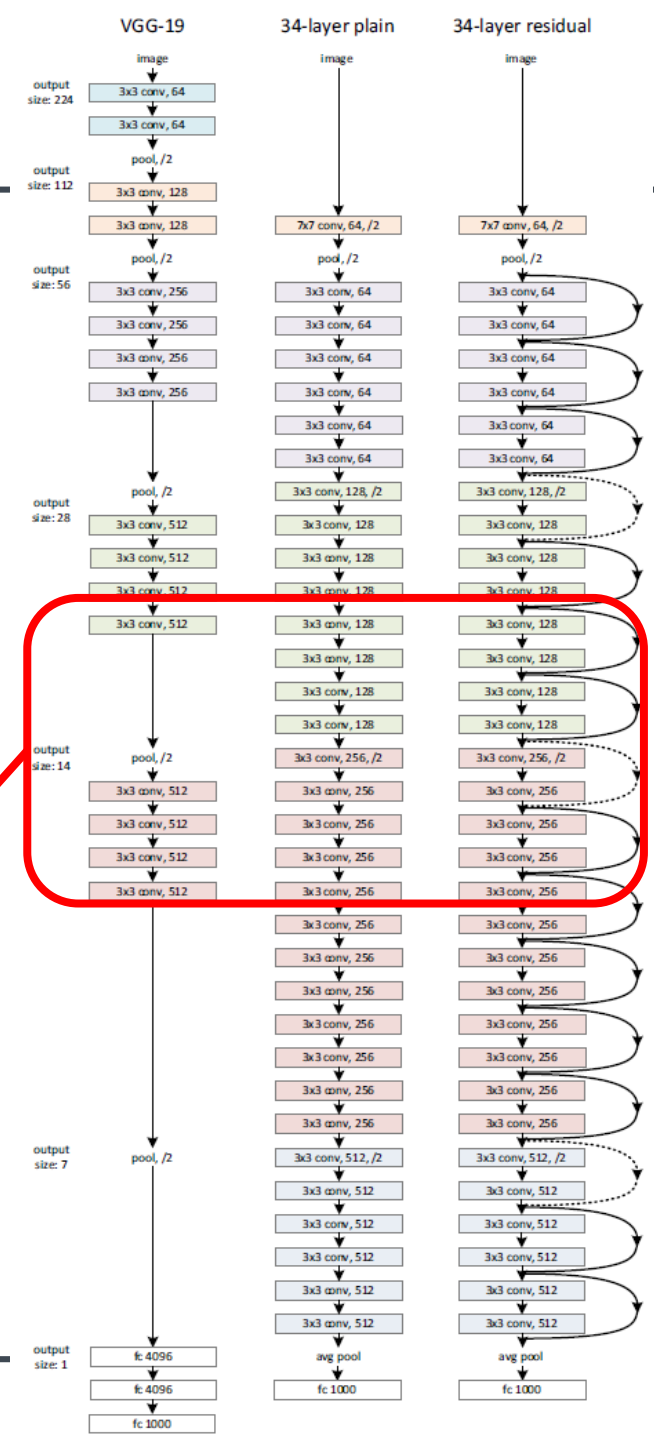 VGG-19
image
output
size: 224
3x3 conv, 64
3x3 conv, 64
pool, /2
output
size: 112
3x3 conv, 128
3x3 conv, 128
pool, /2
output
size: 56
3x3 conv, 256
3x3 conv, 256
3x3 conv, 256
3x3 conv, 256
pool, /2
output
size: 28
3x3 conv, 512
3x3 conv, 512
3x3 conv, 512
3x3 conv, 512
output
size: 14
pool, /2
3x3 conv, 512
3x3 conv, 512
3x3 conv, 512
3x3 conv, 512
output
size: 7
pool, /2
output
size: 1
fc 4096
fc 4096
fc 1000
34-layer plain
image
7x7 conv, 64, /2
pool, /2
3x3 conv, 64
3x3 conv, 64
3x3 conv, 64
3x3 conv, 64
3x3 conv, 64
3x3 conv, 64
3x3 conv, 128, /2
3x3 conv, 128
3x3 conv, 128
3x3 conv, 128
3x3 conv, 128
3x3 conv, 128
3x3 conv, 128
3x3 conv, 128
3x3 conv, 256, /2
3x3 conv, 256
3x3 conv, 256
3x3 conv, 256
3x3 conv, 256
3x3 conv, 256
3x3 conv, 256
3x3 conv, 256
3x3 conv, 256
3x3 conv, 256
3x3 conv, 256
3x3 conv, 256
3x3 conv, 512, /2
3x3 conv, 512
3x3 conv, 512
3x3 conv, 512
3x3 conv, 512
3x3 conv, 512
avg pool
fc 1000
34-layer residual
image
7x7 conv, 64, /2
pool, /2
3x3 conv, 64
3x3 conv, 64
3x3 conv, 64
3x3 conv, 64
3x3 conv, 64
3x3 conv, 64
3x3 conv, 128, /2
3x3 conv, 128
3x3 conv, 128
3x3 conv, 128
3x3 conv, 128
3x3 conv, 128
3x3 conv, 128
3x3 conv, 128
3x3 conv, 256, /2
3x3 conv, 256
3x3 conv, 256
3x3 conv, 256
3x3 conv, 256
3x3 conv, 256
3x3 conv, 256
3x3 conv, 256
3x3 conv, 256
3x3 conv, 256
3x3 conv, 256
3x3 conv, 256
3x3 conv, 512, /2
3x3 conv, 512
3x3 conv, 512
3x3 conv, 512
3x3 conv, 512
3x3 conv, 512
avg pool
fc 1000